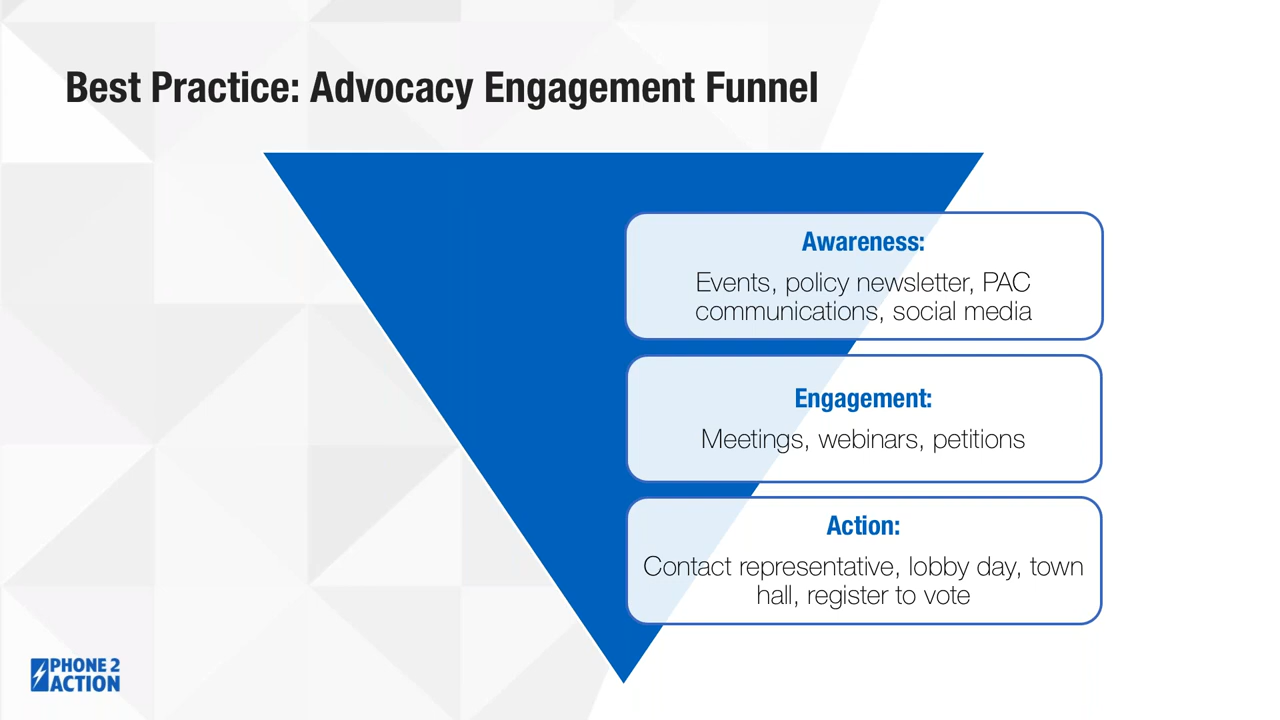 Best Practice: Advocacy Engagement Funnel
Awareness:
Events, policy newsletter, PAC
communications, social media
Engagement:
Meetings, webinars, petitions
Action:
Contact representative, lobby day, town
hall, register to vote
PHONE 2
ACTION